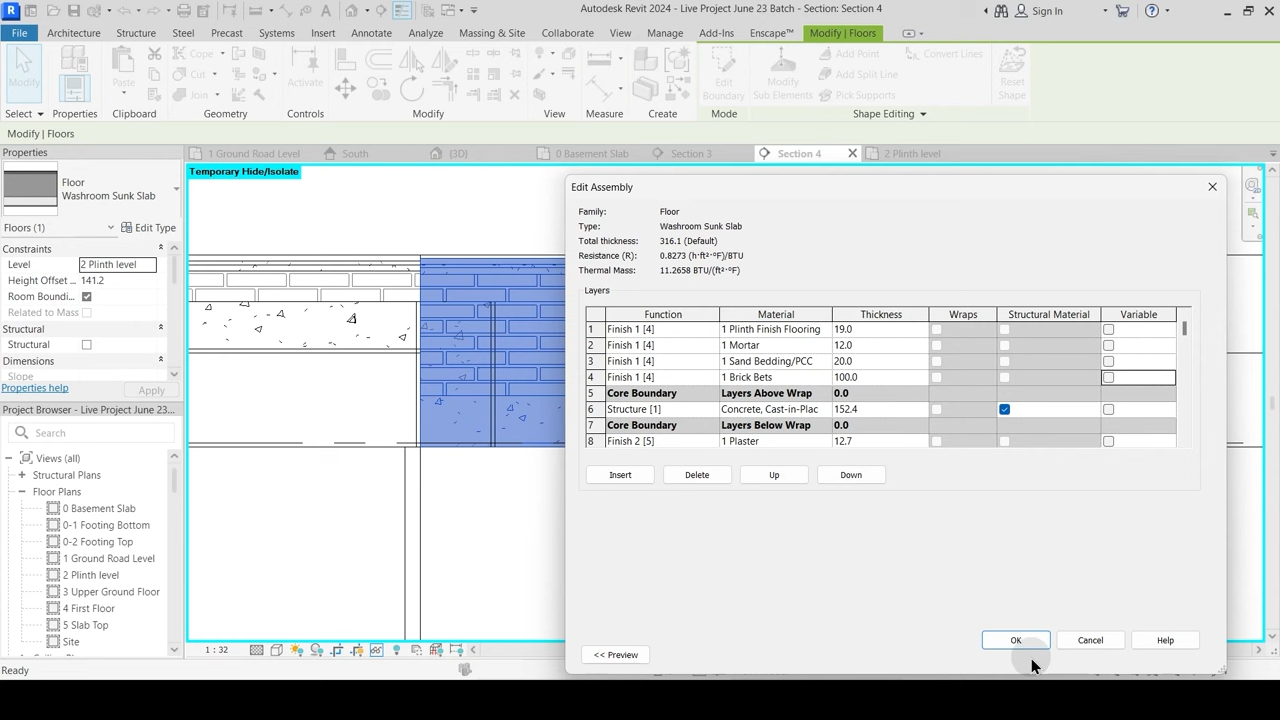 Autodesk Revit 2024 - Live Project June 23 Batch - Section: Section 4
Sign In
File Architecture Structure Steel Precast Systems Insert Annotate Analyze Massing & Site Collaborate View Manage Add-Ins Enscape™ Modify | Floors
Modify
Paste
Cope
Cut
Join
Activate
Edit
Boundary
Modify
Sub Elements
Add Point
Add Split Line
Pick Supports
Convert Lines
Reset
Shape
Select Properties Clipboard Geometry Controls Modify View Measure Create Mode Shape Editing
Modify | Floors
Properties
Floor
Washroom Sunk Slab
Floors (1)
Edit Type
Constraints
Level 2 Plinth level
Height Offset ... 141.2
Room Boundi...
Related to Mass
Structural
Structural
Dimensions
Slope
Properties help
Apply
Project Browser - Live Project June 23...
Search
Views (all)
Structural Plans
Floor Plans
0 Basement Slab
0-1 Footing Bottom
0-2 Footing Top
1 Ground Road Level
2 Plinth level
3 Upper Ground Floor
4 First Floor
5 Slab Top
Site
1 Ground Road Level South {3D} 0 Basement Slab Section 3 Section 4 2 Plinth level
Temporary Hide/Isolate
Edit Assembly
Family: Floor
Type: Washroom Sunk Slab
Total thickness: 316.1 (Default)
Resistance (R): 0.8273 (h·ft²·ºF)/BTU
Thermal Mass: 11.2658 BTU/(ft²·ºF)
Layers
Function Material Thickness Wraps Structural Material Variable
1 Finish 1 [4] 1 Plinth Finish Flooring 19.0
2 Finish 1 [4] 1 Mortar 12.0
3 Finish 1 [4] 1 Sand Bedding/PCC 20.0
4 Finish 1 [4] 1 Brick Bets 100.0
5 Core Boundary Layers Above Wrap 0.0
6 Structure [1] Concrete, Cast-in-Plac 152.4
7 Core Boundary Layers Below Wrap 0.0
8 Finish 2 [5] 1 Plaster 12.7
Insert Delete Up Down
OK Cancel Help
<< Preview
1 : 32
Ready